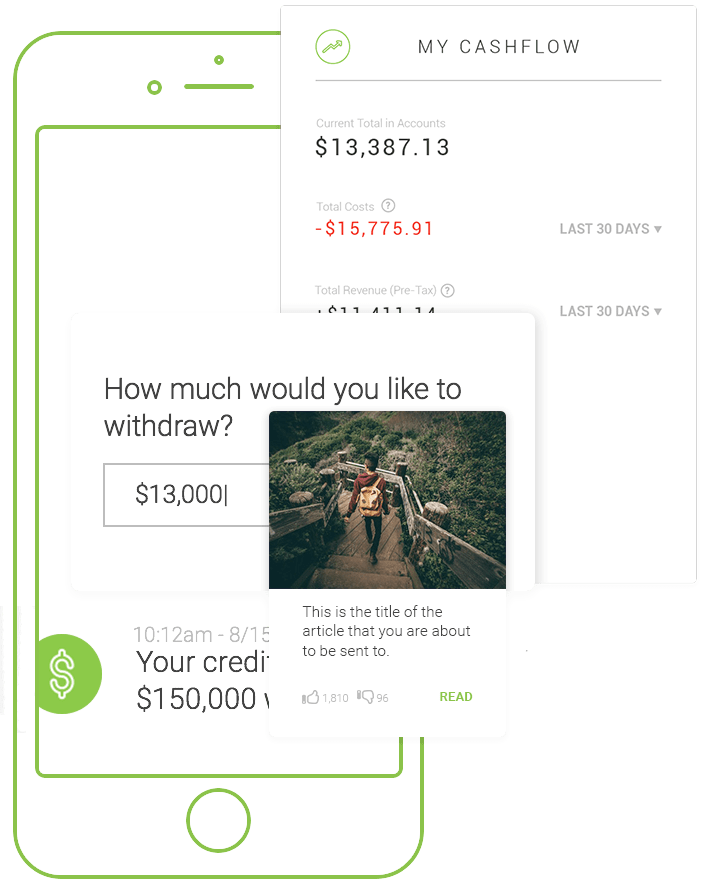 MY CASHFLOW
Current Total in Accounts
$13,387.13
Total Costs ?
-$15,775.91 LAST 30 DAYS ▼
Total Revenue (Pre-Tax) ?
+$11,411.14 LAST 30 DAYS ▼
How much would you like to
withdraw?
$13,000|
This is the title of the
article that you are about
to be sent to.
1,810 96 READ
10:12am - 8/15
Your credit
$150,000
$